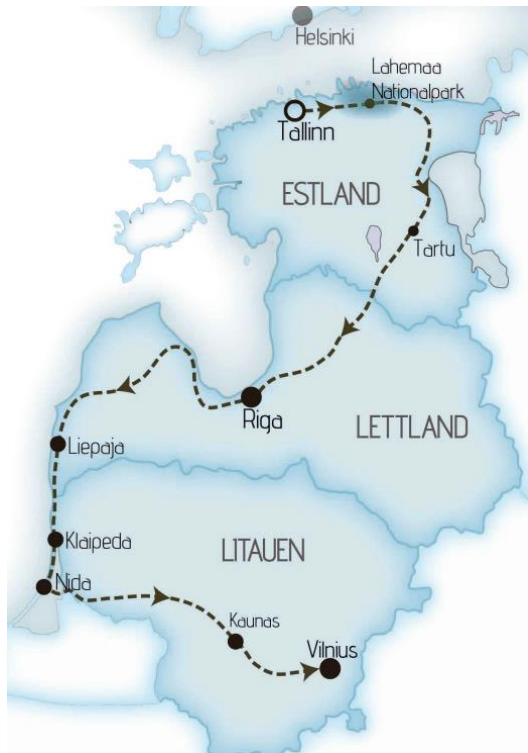 Helsinki
Lahemaa
Nationalpark
Tallinn
ESTLAND
Tartu
Riga
LETTLAND
Liepaja
Klaipeda
LITAUEN
Nida
Kaunas
Vilnius